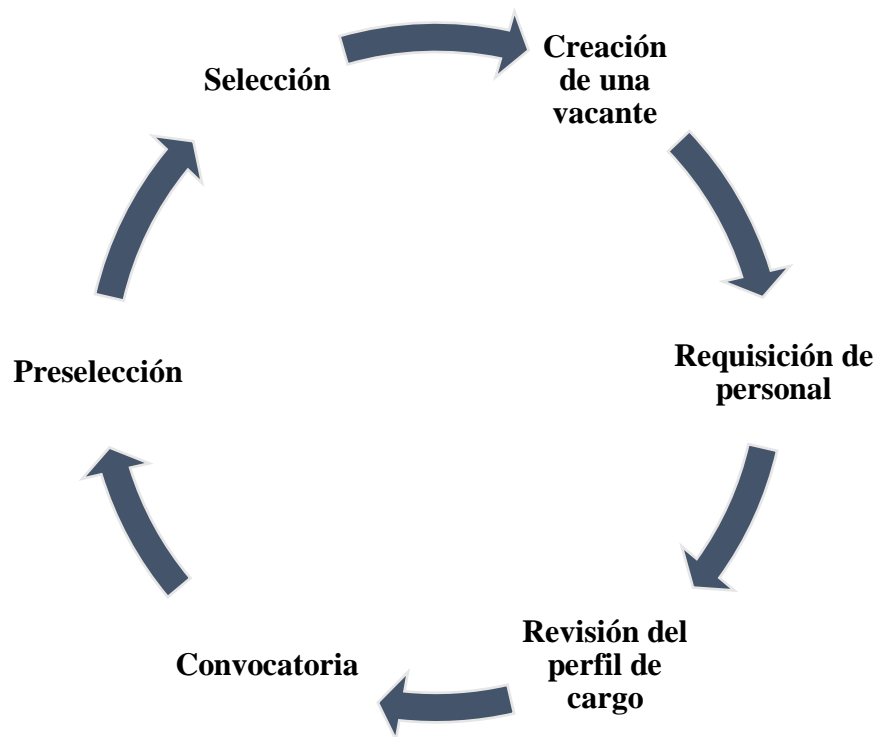 Creación
de una
vacante
Requisición de
personal
Revisión del
perfil de
cargo
Convocatoria
Preselección
Selección